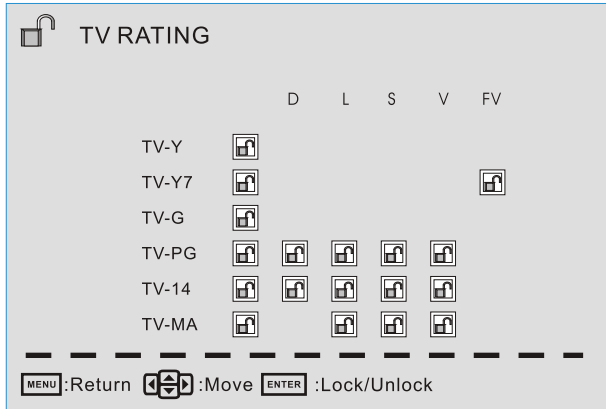 TV RATING
D L S V FV
TV-Y
TV-Y7
TV-G
TV-PG
TV-14
TV-MA
MENU :Return :Move ENTER :Lock/Unlock